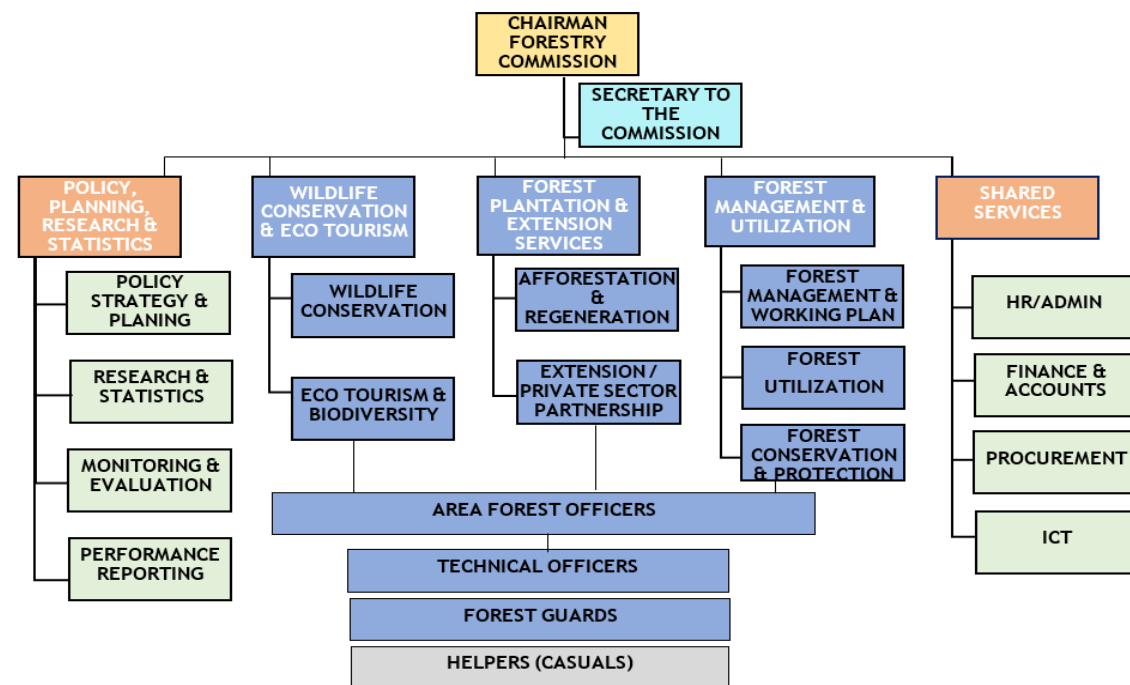 CHAIRMAN
FORESTRY
COMMISSION
SECRETARY TO
THE
COMMISSION
POLICY,
PLANNING,
RESEARCH &
STATISTICS
WILDLIFE
CONSERVATION
& ECO TOURISM
FOREST
PLANTATION &
EXTENSION
SERVICES
FOREST
MANAGEMENT &
UTILIZATION
SHARED
SERVICES
POLICY
STRATEGY &
PLANING
RESEARCH &
STATISTICS
MONITORING &
EVALUATION
PERFORMANCE
REPORTING
WILDLIFE
CONSERVATION
ECO TOURISM &
BIODIVERSITY
AFFORESTATION
&
REGENERATION
EXTENSION /
PRIVATE SECTOR
PARTNERSHIP
FOREST
MANAGEMENT &
WORKING PLAN
FOREST
UTILIZATION
FOREST
CONSERVATION
& PROTECTION
HR/ADMIN
FINANCE &
ACCOUNTS
PROCUREMENT
ICT
AREA FOREST OFFICERS
TECHNICAL OFFICERS
FOREST GUARDS
HELPERS (CASUALS)